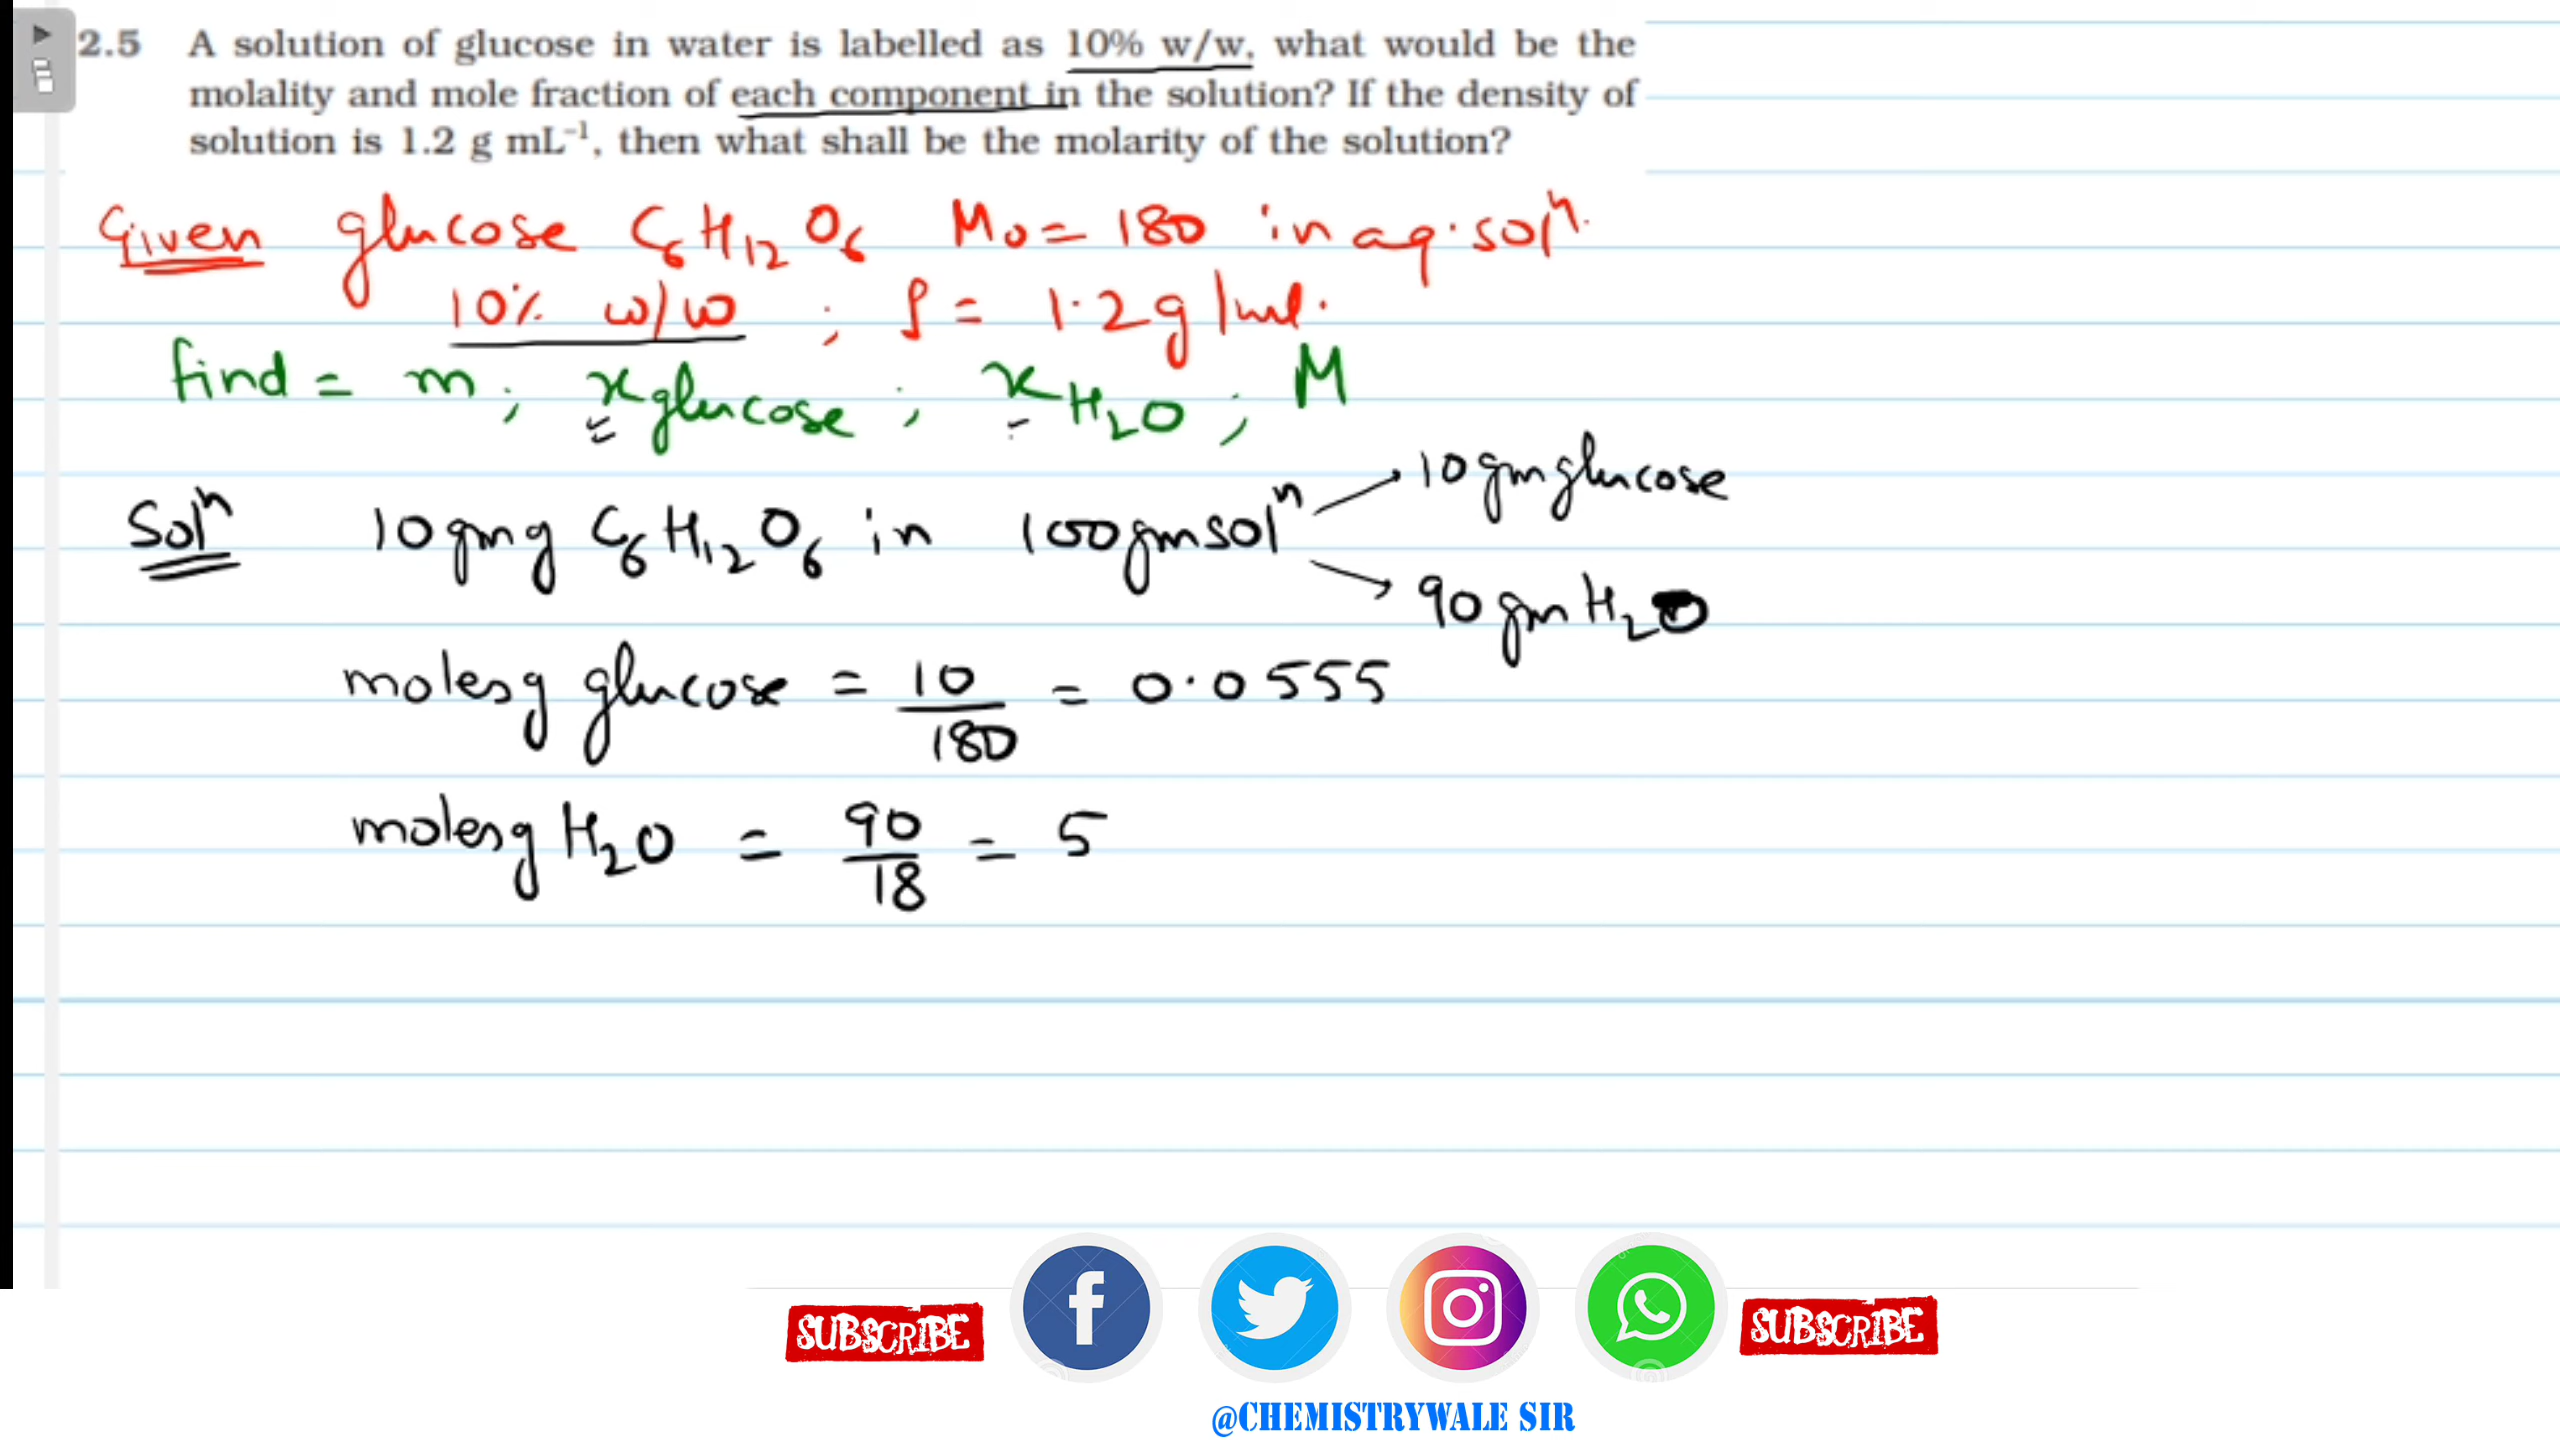 2.5 A solution of glucose in water is labelled as 10% w/w, what would be the
molality and mole fraction of each component in the solution? If the density of
solution is 1.2 g mL⁻¹, then what shall be the molarity of the solution?
Given glucose C₆H₁₂O₆ M₀ = 180 in aq. solⁿ.
10% w/w ; ρ = 1.2 g/ml.
find = m ; x glucose ; x H₂O ; M
Solⁿ 10 gm of C₆H₁₂O₆ in 100 gm solⁿ → 10 gm glucose
→ 90 gm H₂O
moles of glucose = 10/180 = 0.0555
moles of H₂O = 90/18 = 5
SUBSCRIBE SUBSCRIBE
@CHEMISTRYWALE SIR